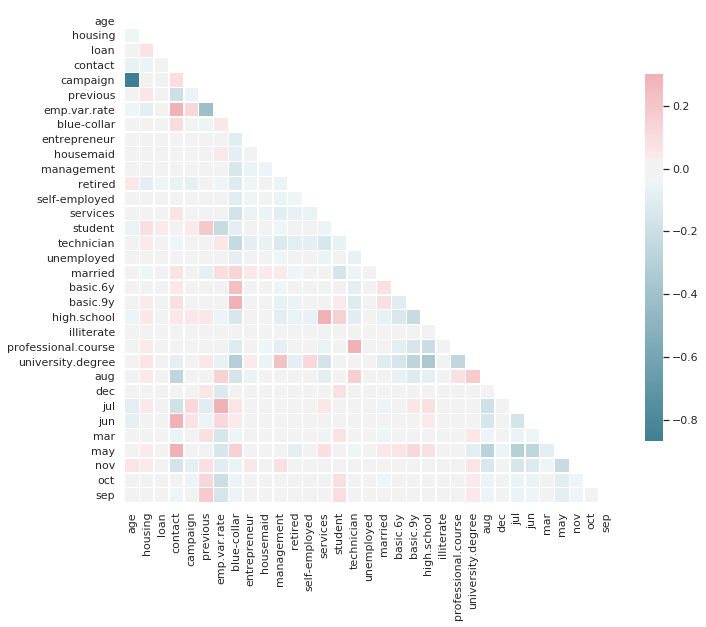 age
housing
loan
contact
campaign
previous
emp.var.rate
blue-collar
entrepreneur
housemaid
management
retired
self-employed
services
student
technician
unemployed
married
basic.6y
basic.9y
high.school
illiterate
professional.course
university.degree
aug
dec
jul
jun
mar
may
nov
oct
sep
age
housing
loan
contact
campaign
previous
emp.var.rate
blue-collar
entrepreneur
housemaid
management
retired
self-employed
services
student
technician
unemployed
married
basic.6y
basic.9y
high.school
illiterate
professional.course
university.degree
aug
dec
jul
jun
mar
may
nov
oct
sep
0.2
0.0
−0.2
−0.4
−0.6
−0.8